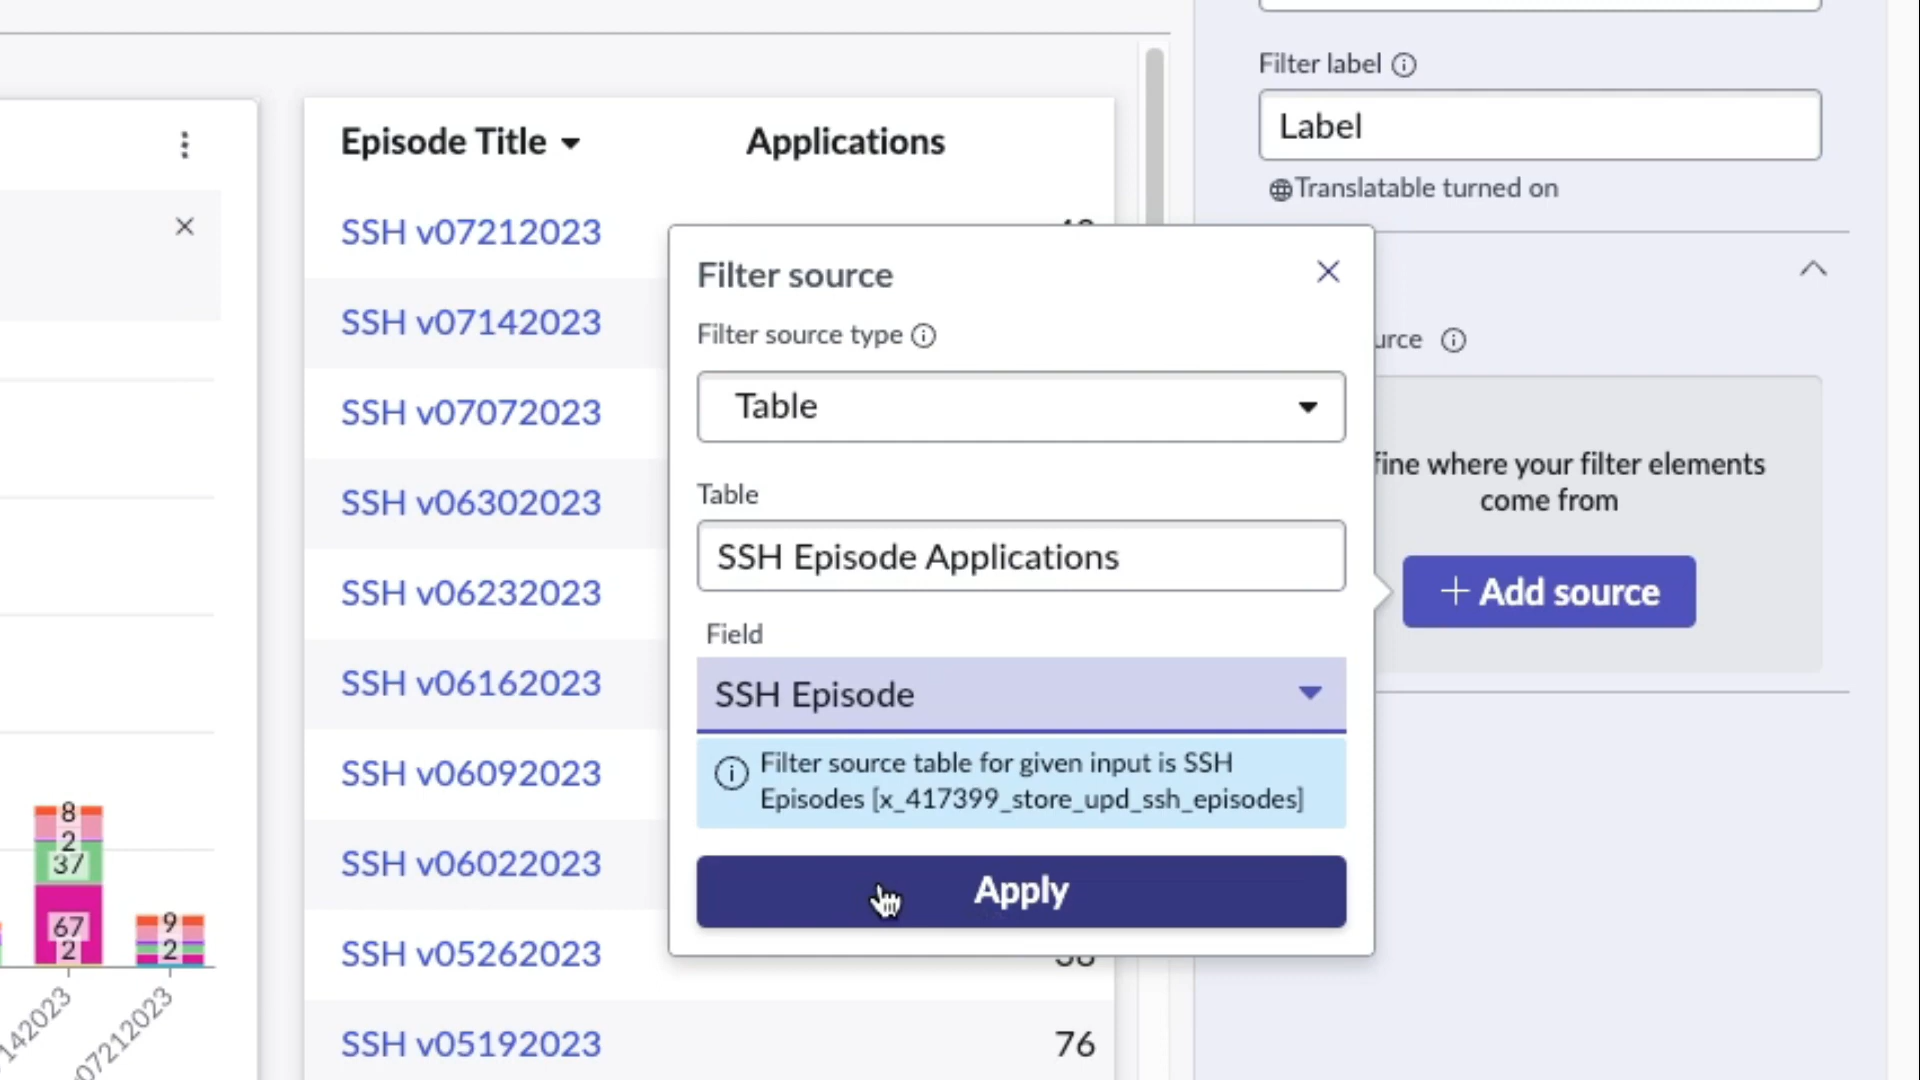 Filter label
Label
Translatable turned on
Episode Title
Applications
SSH v07212023
SSH v07142023
SSH v07072023
SSH v06302023
SSH v06232023
SSH v06162023
SSH v06092023
SSH v06022023
SSH v05262023
SSH v05192023
76
Filter source
Filter source type
Table
Table
SSH Episode Applications
Field
SSH Episode
Filter source table for given input is SSH
Episodes [x_417399_store_upd_ssh_episodes]
Apply
where your filter elements
come from
+ Add source
8
2
37
67
2
9
2